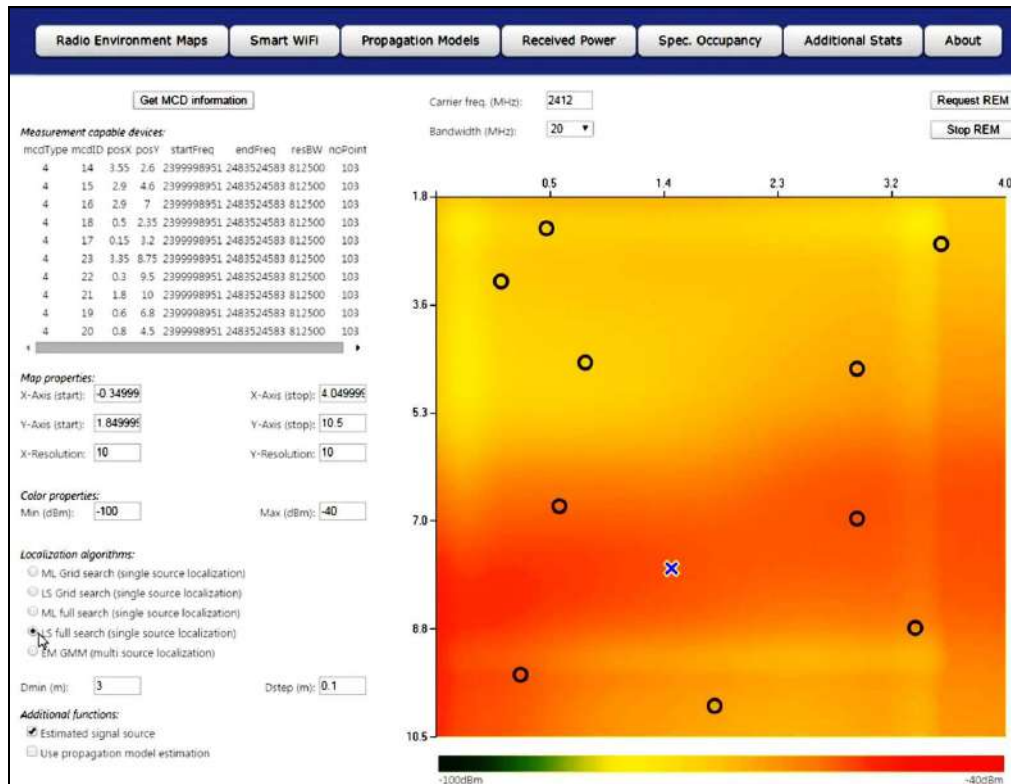 Radio Environment Maps Smart WiFi Propagation Models Received Power Spec. Occupancy Additional Stats About
Get MCD information
Carrier freq. (MHz): 2412
Request REM
Bandwidth (MHz): 20
Stop REM
Measurement capable devices:
mcdType mcdID posX posY startFreq endFreq resBW noPoint
4 14 3.55 2.6 2399998951 2483524583 812500 103
4 15 2.9 4.6 2399998951 2483524583 812500 103
4 16 2.9 7 2399998951 2483524583 812500 103
4 18 0.5 2.35 2399998951 2483524583 812500 103
4 17 0.15 3.2 2399998951 2483524583 812500 103
4 23 3.35 8.75 2399998951 2483524583 812500 103
4 22 0.3 9.5 2399998951 2483524583 812500 103
4 21 1.8 10 2399998951 2483524583 812500 103
4 19 0.6 6.8 2399998951 2483524583 812500 103
4 20 0.8 4.5 2399998951 2483524583 812500 103
Map properties:
X-Axis (start): -0.34999 X-Axis (stop): 4.049999
Y-Axis (start): 1.849999 Y-Axis (stop): 10.5
X-Resolution: 10 Y-Resolution: 10
Color properties:
Min (dBm): -100 Max (dBm): -40
Localization algorithms:
ML Grid search (single source localization)
LS Grid search (single source localization)
ML full search (single source localization)
LS full search (single source localization)
EM GMM (multi source localization)
Dmin (m): 3 Dstep (m): 0.1
Additional functions:
Estimated signal source
Use propagation model estimation
0.5 1.4 2.3 3.2 4.0
1.8
3.6
5.3
7.0
8.8
10.5
-100dBm -40dBm